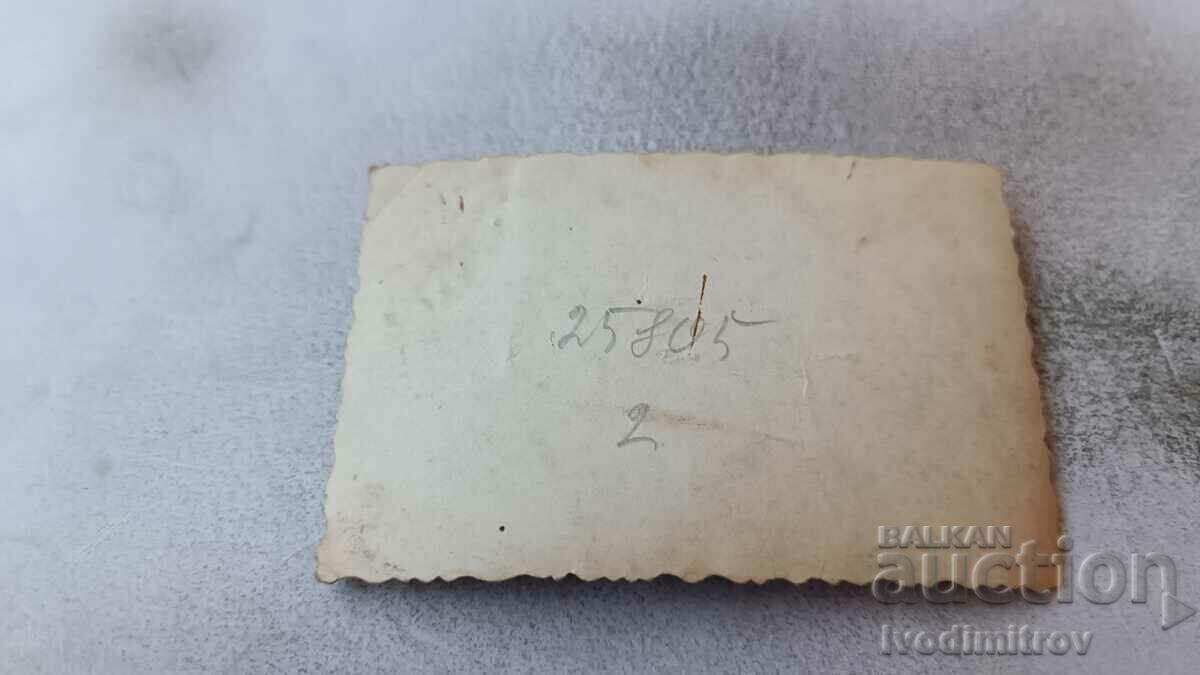 25805
2
BALKAN
auction
Ivodimitrov